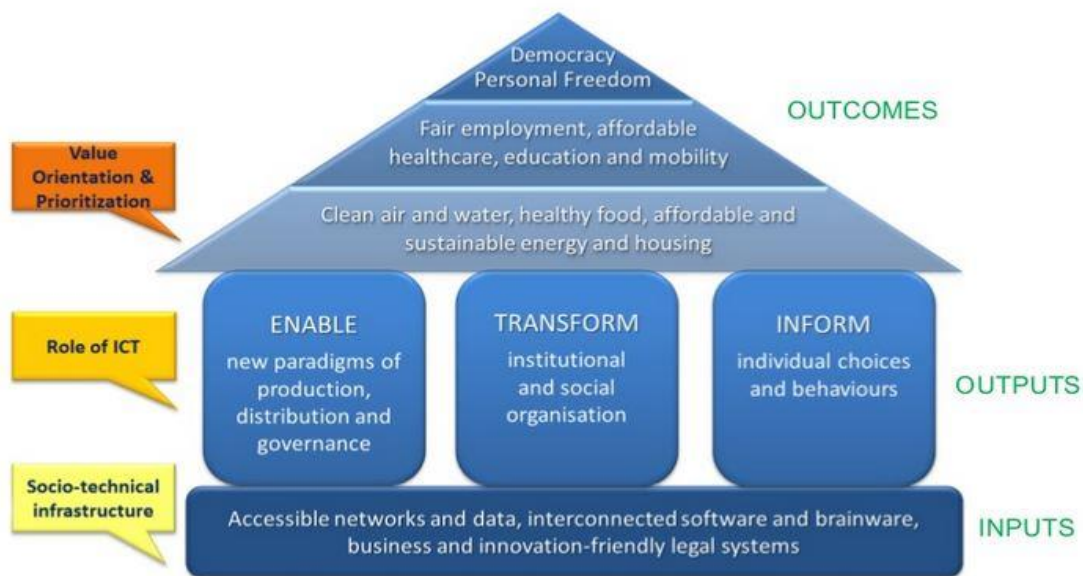 Democracy
Personal Freedom
OUTCOMES
Fair employment, affordable
healthcare, education and mobility
Value
Orientation &
Prioritization
Clean air and water, healthy food, affordable and
sustainable energy and housing
Role of ICT
ENABLE
new paradigms of
production,
distribution and
governance
TRANSFORM
institutional
and social
organisation
INFORM
individual choices
and behaviours
OUTPUTS
Socio-technical
infrastructure
Accessible networks and data, interconnected software and brainware,
business and innovation-friendly legal systems
INPUTS